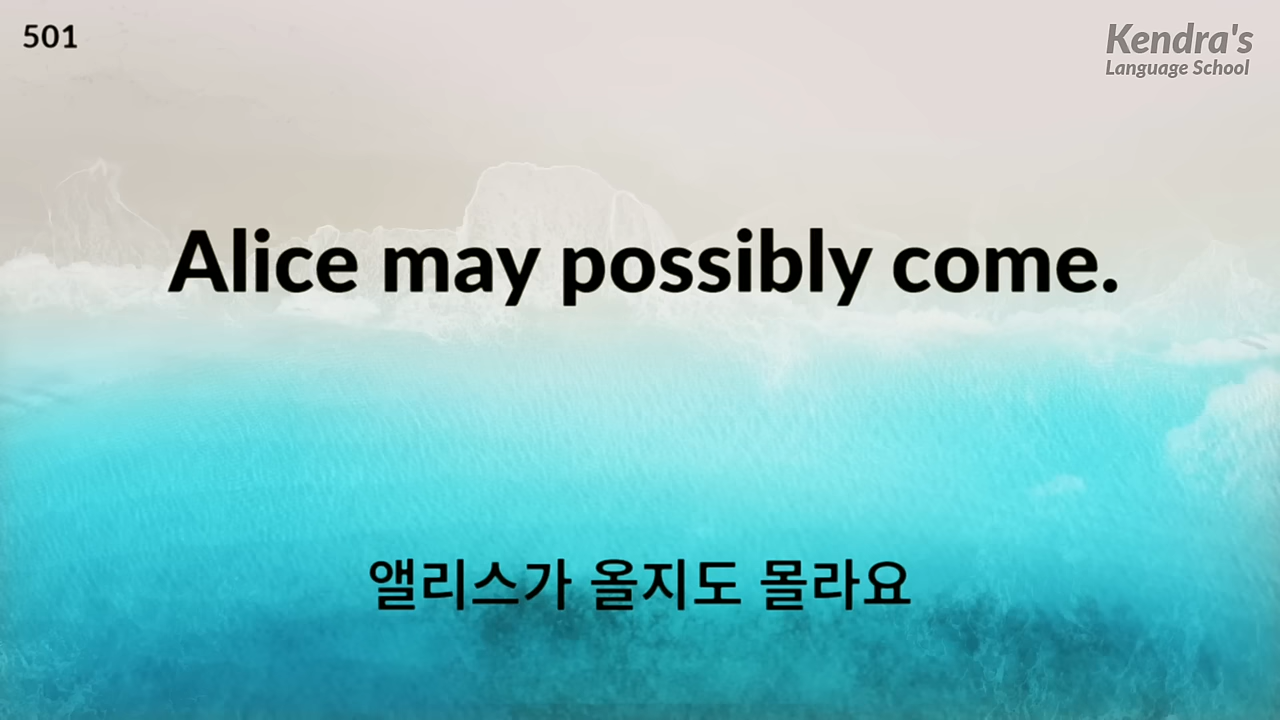 501
Kendra's
Language School
Alice may possibly come.
앨리스가 올지도 몰라요